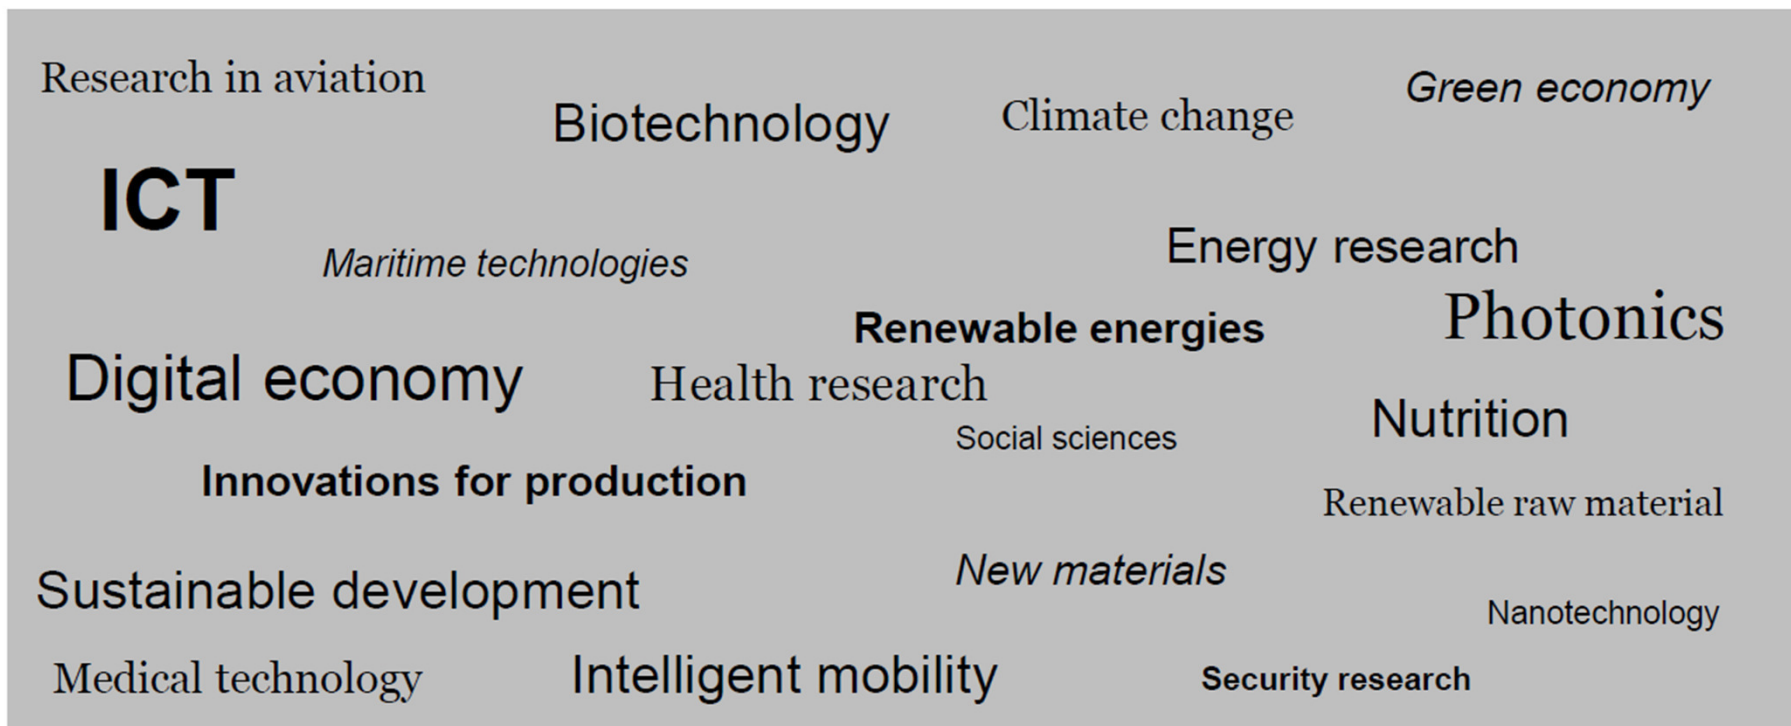 Research in aviation
Green economy
Biotechnology
Climate change
ICT
Energy research
Maritime technologies
Photonics
Renewable energies
Digital economy
Health research
Nutrition
Social sciences
Innovations for production
Renewable raw material
New materials
Sustainable development
Nanotechnology
Medical technology
Intelligent mobility
Security research